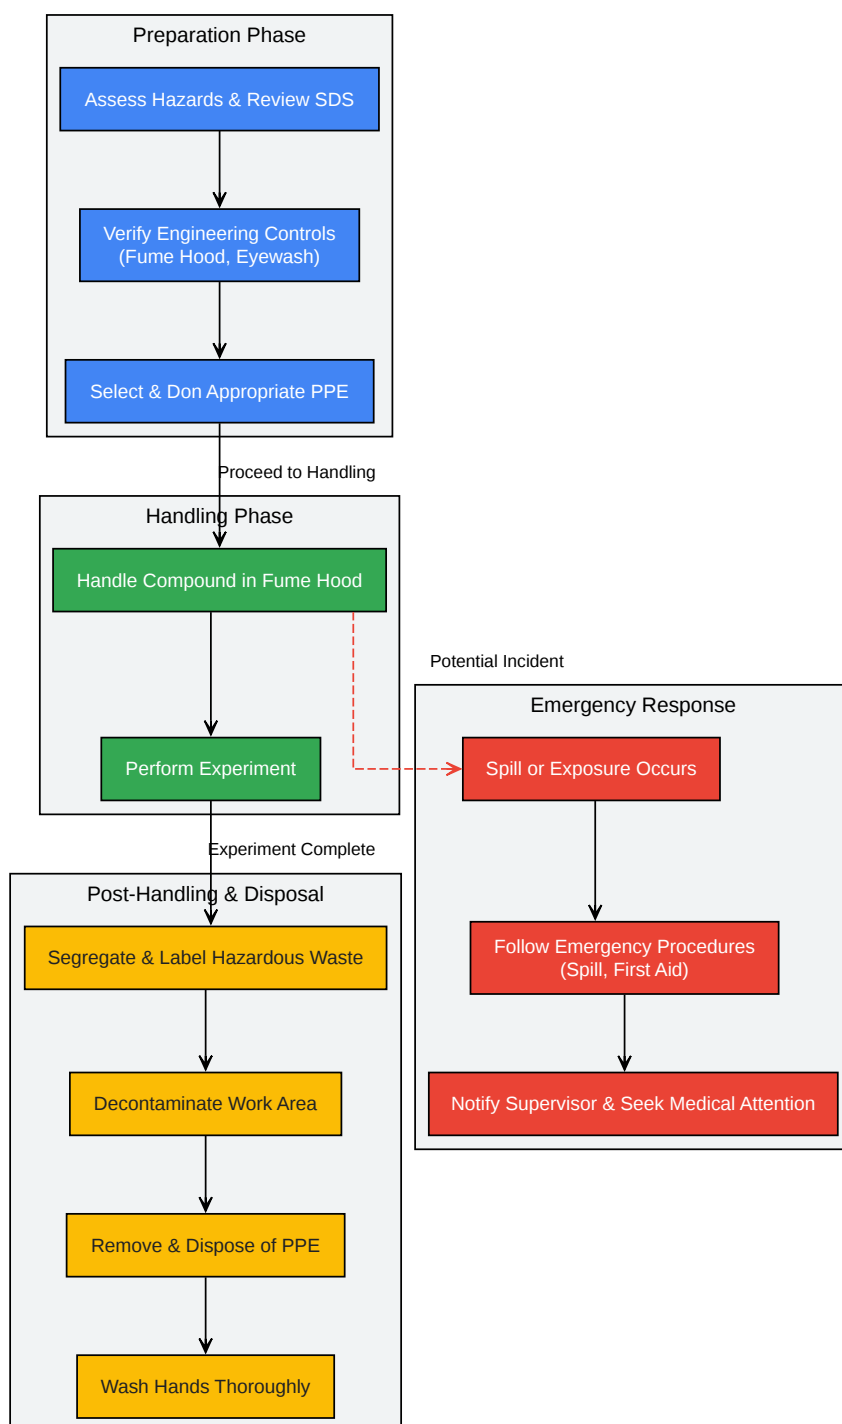 Preparation Phase
Assess Hazards & Review SDS
Verify Engineering Controls
(Fume Hood, Eyewash)
Select & Don Appropriate PPE
Proceed to Handling
Handling Phase
Handle Compound in Fume Hood
Perform Experiment
Experiment Complete
Potential Incident
Emergency Response
Spill or Exposure Occurs
Follow Emergency Procedures
(Spill, First Aid)
Notify Supervisor & Seek Medical Attention
Post-Handling & Disposal
Segregate & Label Hazardous Waste
Decontaminate Work Area
Remove & Dispose of PPE
Wash Hands Thoroughly